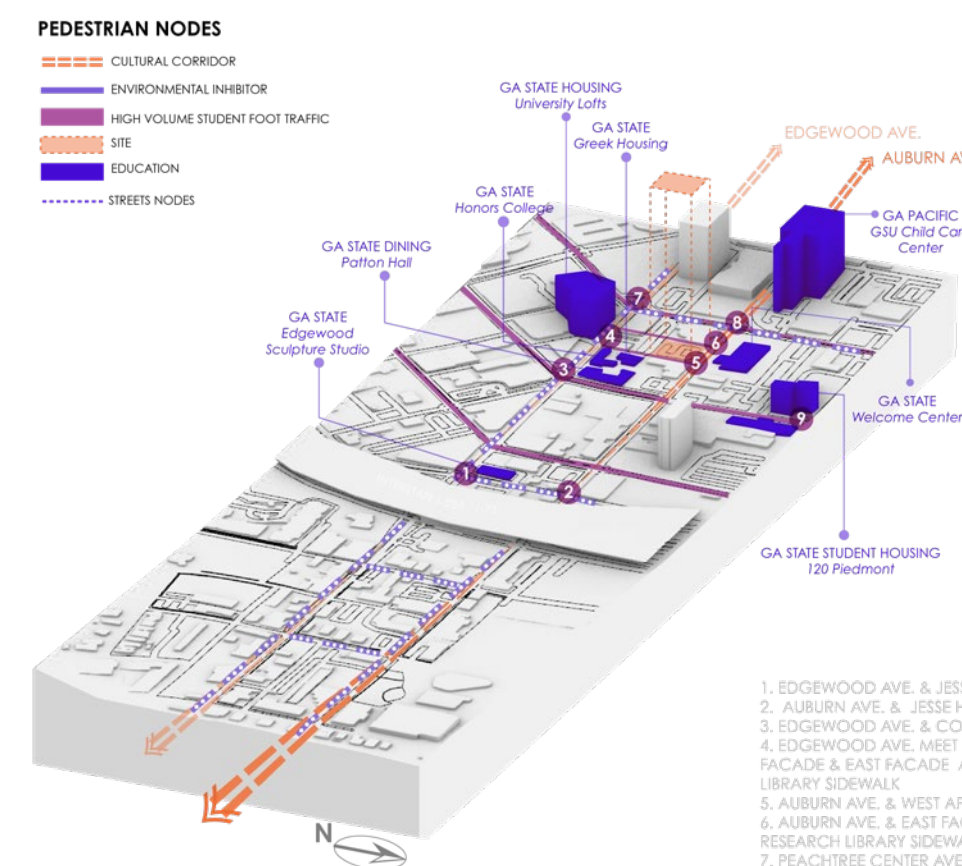 PEDESTRIAN NODES
CULTURAL CORRIDOR
ENVIRONMENTAL INHIBITOR
HIGH VOLUME STUDENT FOOT TRAFFIC
SITE
EDUCATION
STREETS NODES
GA STATE HOUSING
University Lofts
GA STATE
Greek Housing
EDGEWOOD AVE.
AUBURN AV
GA STATE
Honors College
GA PACIFIC
GSU Child Car
Center
GA STATE DINING
Patton Hall
GA STATE
Edgewood
Sculpture Studio
7
8
4
6
5
3
9
1
2
GA STATE
Welcome Center
GA STATE STUDENT HOUSING
120 Piedmont
N
1. EDGEWOOD AVE. & JESS
2. AUBURN AVE. & JESSE H
3. EDGEWOOD AVE. & CO
4. EDGEWOOD AVE. MEET
FACADE & EAST FACADE A
LIBRARY SIDEWALK
5. AUBURN AVE. & WEST AF
6. AUBURN AVE. & EAST FA
RESEARCH LIBRARY SIDEWA
7. PEACHTREE CENTER AVE